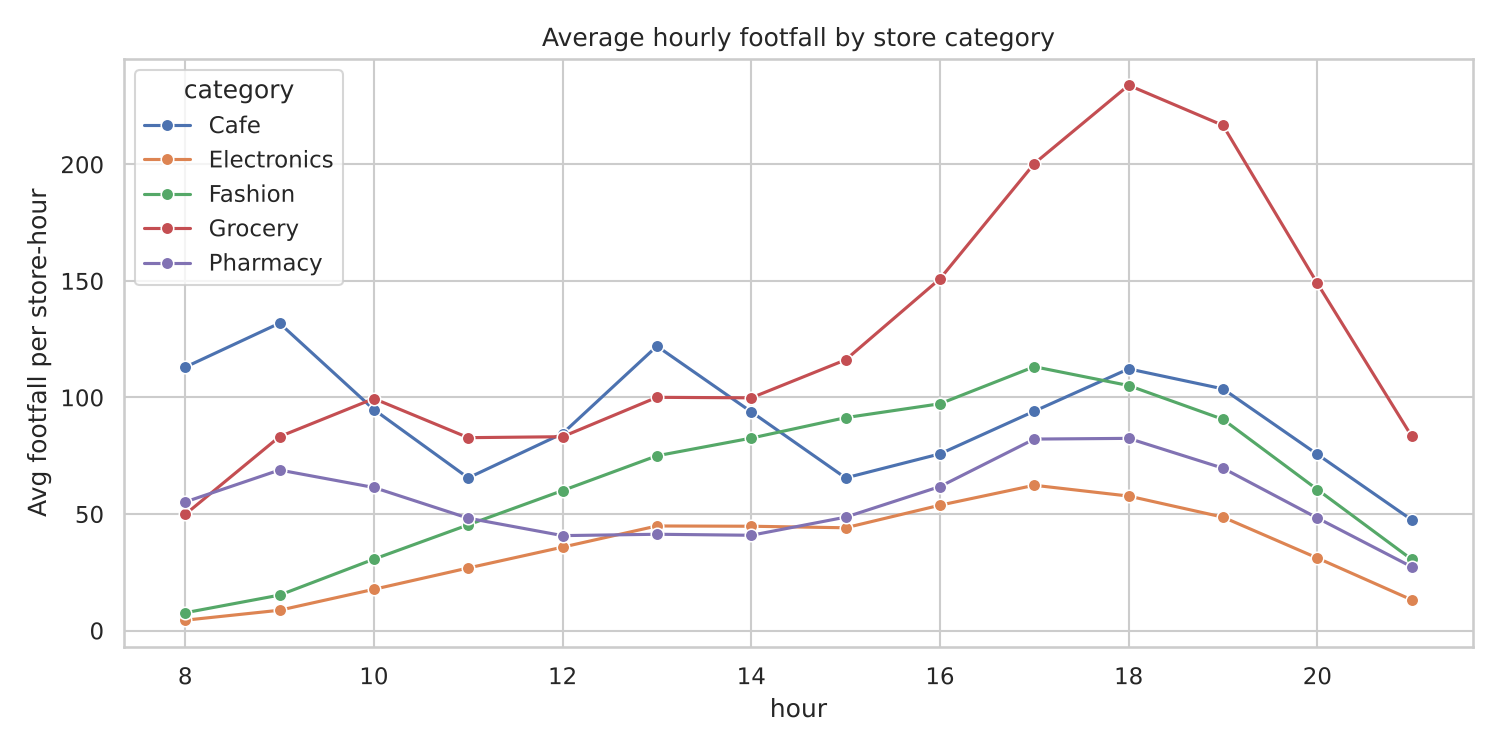 Average hourly footfall by store category
category
Cafe
Electronics
Fashion
Grocery
Pharmacy
Avg footfall per store-hour
200
150
100
50
0
8 10 12 14 16 18 20
hour